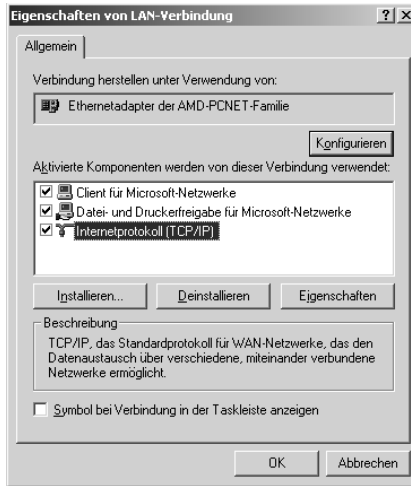 Eigenschaften von LAN-Verbindung
Allgemein
Verbindung herstellen unter Verwendung von:
Ethernetadapter der AMD-PCNET-Familie
Konfigurieren
Aktivierte Komponenten werden von dieser Verbindung verwendet:
Client für Microsoft-Netzwerke
Datei- und Druckerfreigabe für Microsoft-Netzwerke
Internetprotokoll (TCP/IP)
Installieren... Deinstallieren Eigenschaften
Beschreibung
TCP/IP, das Standardprotokoll für WAN-Netzwerke, das den
Datenaustausch über verschiedene, miteinander verbundene
Netzwerke ermöglicht.
Symbol bei Verbindung in der Taskleiste anzeigen
OK Abbrechen